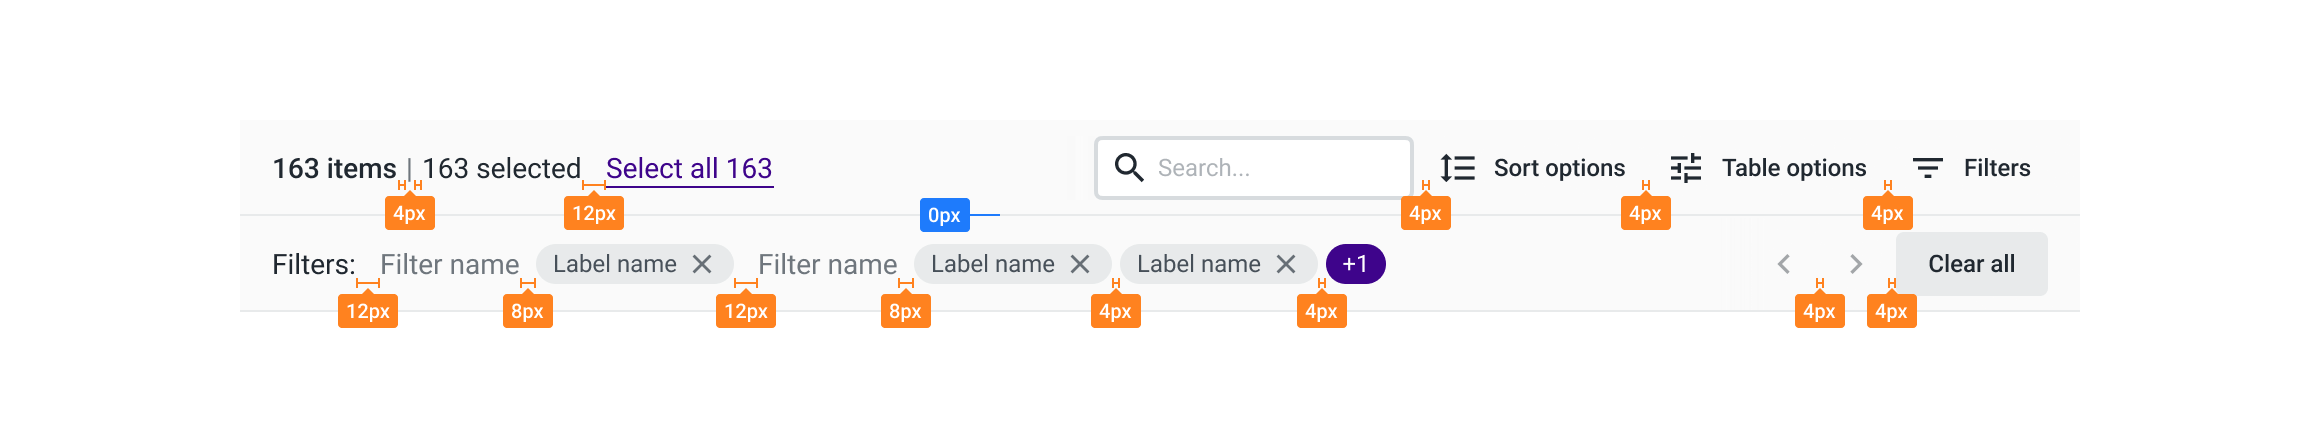 163 items | 163 selected Select all 163 Search... Sort options Table options Filters
4px 12px 0px 4px 4px 4px
Filters: Filter name Label name Filter name Label name Label name +1 Clear all
12px 8px 12px 8px 4px 4px 4px 4px